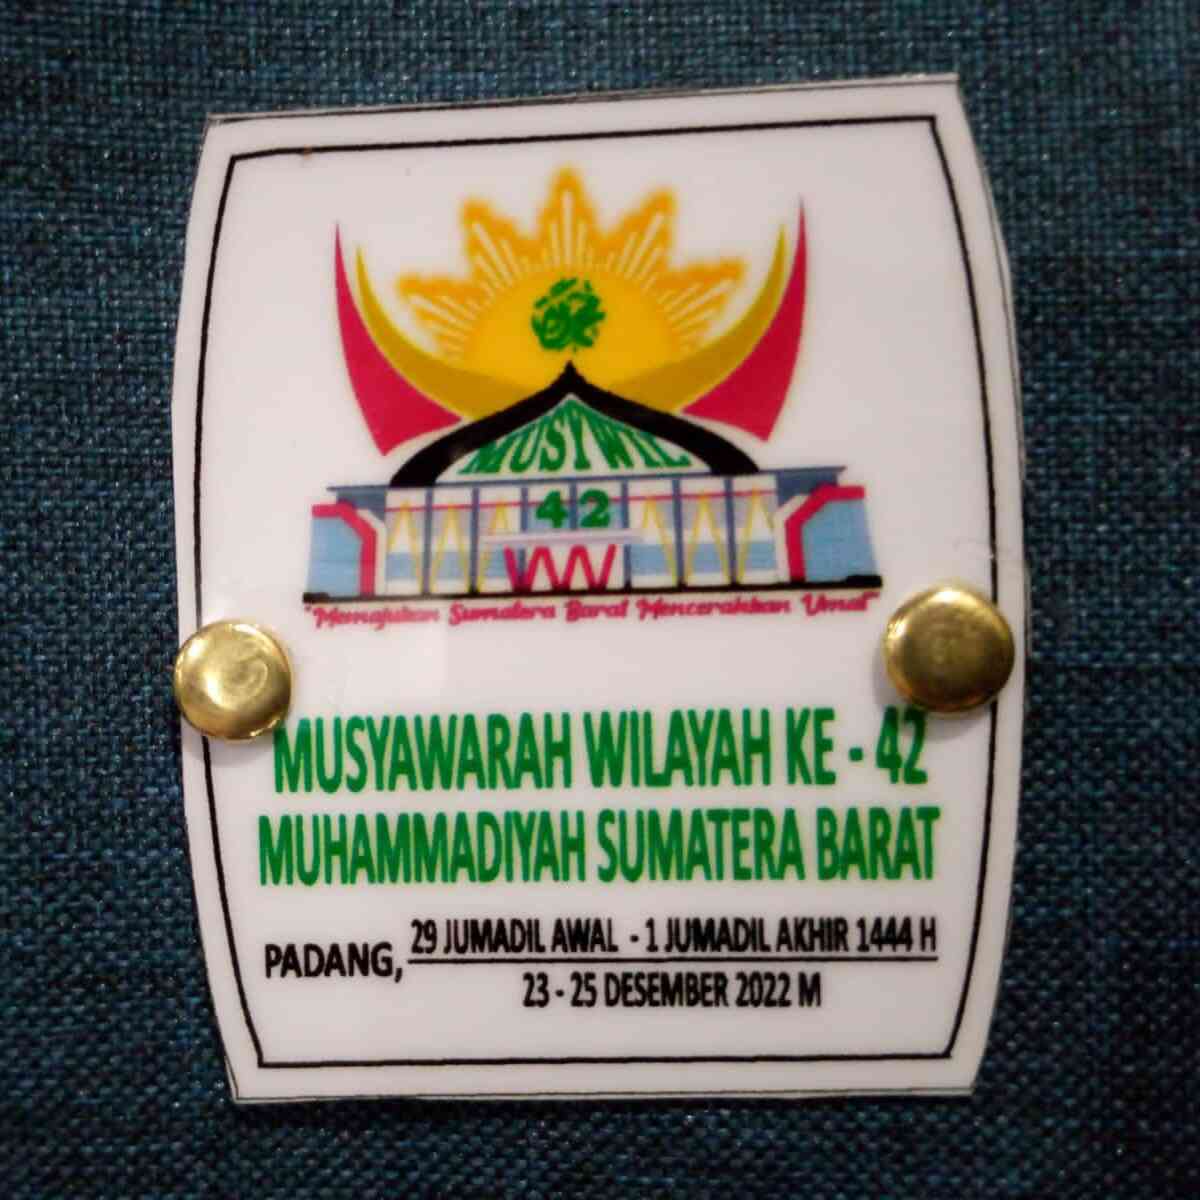 MUSYWIL
42
"Memajukan Sumatera Barat Mencerahkan Umat"
MUSYAWARAH WILAYAH KE - 42
MUHAMMADIYAH SUMATERA BARAT
PADANG, 29 JUMADIL AWAL - 1 JUMADIL AKHIR 1444 H
23 - 25 DESEMBER 2022 M